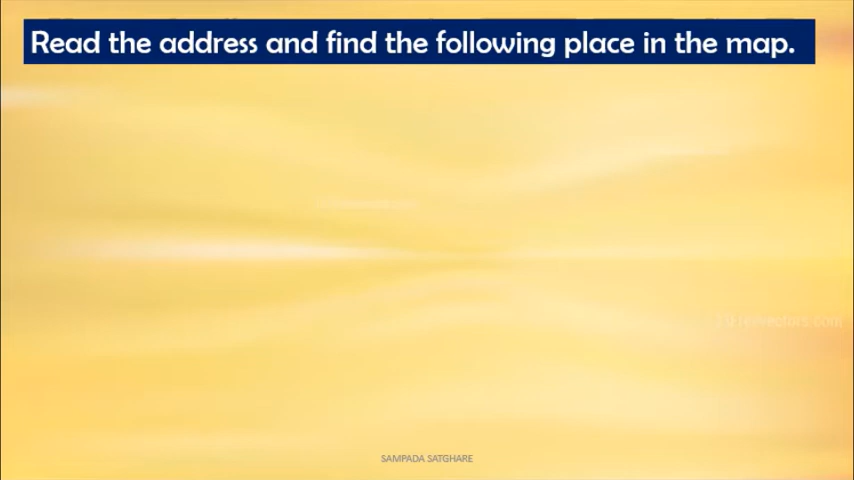 Read the address and find the following place in the map.
SAMPADA SATGHARE